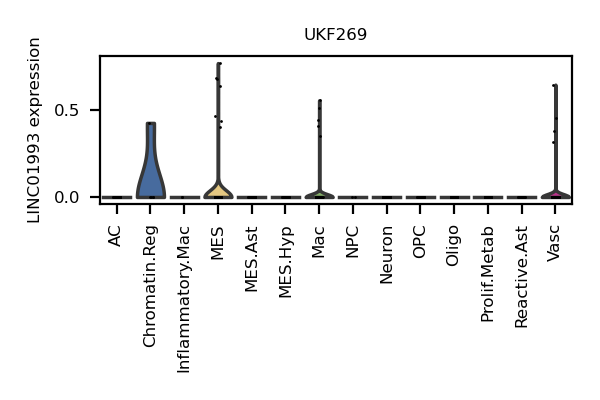 UKF269
LINC01993 expression
0.5
0.0
AC
Chromatin.Reg
Inflammatory.Mac
MES
MES.Ast
MES.Hyp
Mac
NPC
Neuron
OPC
Oligo
Prolif.Metab
Reactive.Ast
Vasc